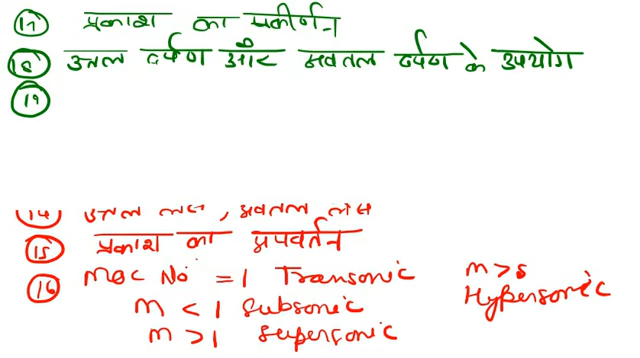 (17) प्रकाश का प्रकीर्णन
(18) उत्तल दर्पण और अवतल दर्पण के उपयोग
(19)
(14) उत्तल लेंस, अवतल लेंस
(15) प्रकाश का अपवर्तन
(16) Mac No = 1 Transonic m > 5
m < 1 Subsonic Hypersonic
m > 1 Supersonic